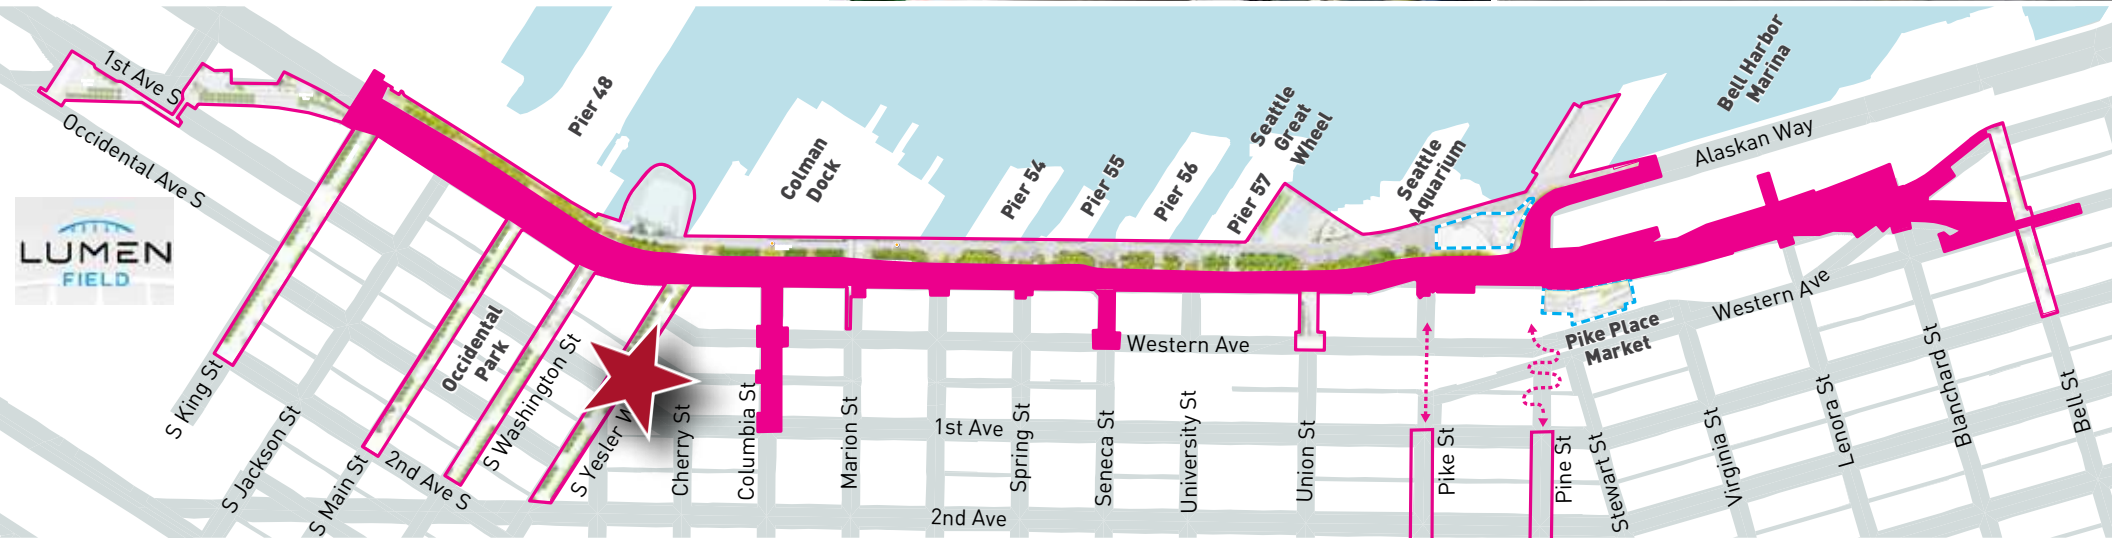 1st Ave S
Occidental Ave S
LUMEN
FIELD
Pier 48
Colman
Dock
Pier 54
Pier 55
Pier 56
Pier 57
Seattle
Great
Wheel
Seattle
Aquarium
Bell Harbor
Marina
Alaskan Way
Occidental
Park
Western Ave
Pike Place
Market
Western Ave
S King St
S Jackson St
S Main St
2nd Ave S
S Washington St
S Yesler W
Cherry St
Columbia St
Marion St
1st Ave
2nd Ave
Spring St
Seneca St
University St
Union St
Pike St
Pine St
Stewart St
Virginia St
Lenora St
Blanchard St
Bell St